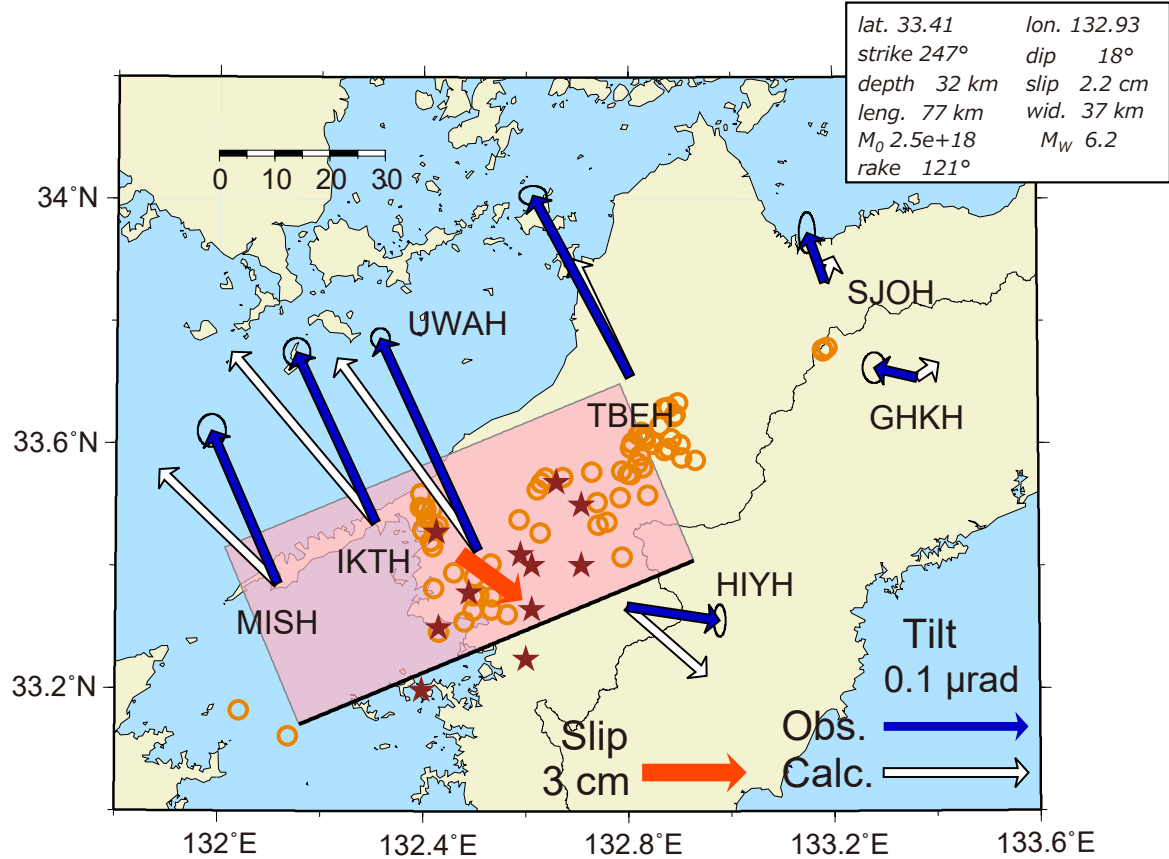 lat. 33.41 lon. 132.93
strike 247° dip 18°
depth 32 km slip 2.2 cm
leng. 77 km wid. 37 km
M0 2.5e+18 MW 6.2
rake 121°
0 10 20 30
34°N
SJOH
UWAH
GHKH
TBEH
33.6°N
IKTH
HIYH
MISH
Tilt
0.1 µrad
33.2°N
Slip
3 cm
Obs.
Calc.
132°E 132.4°E 132.8°E 133.2°E 133.6°E